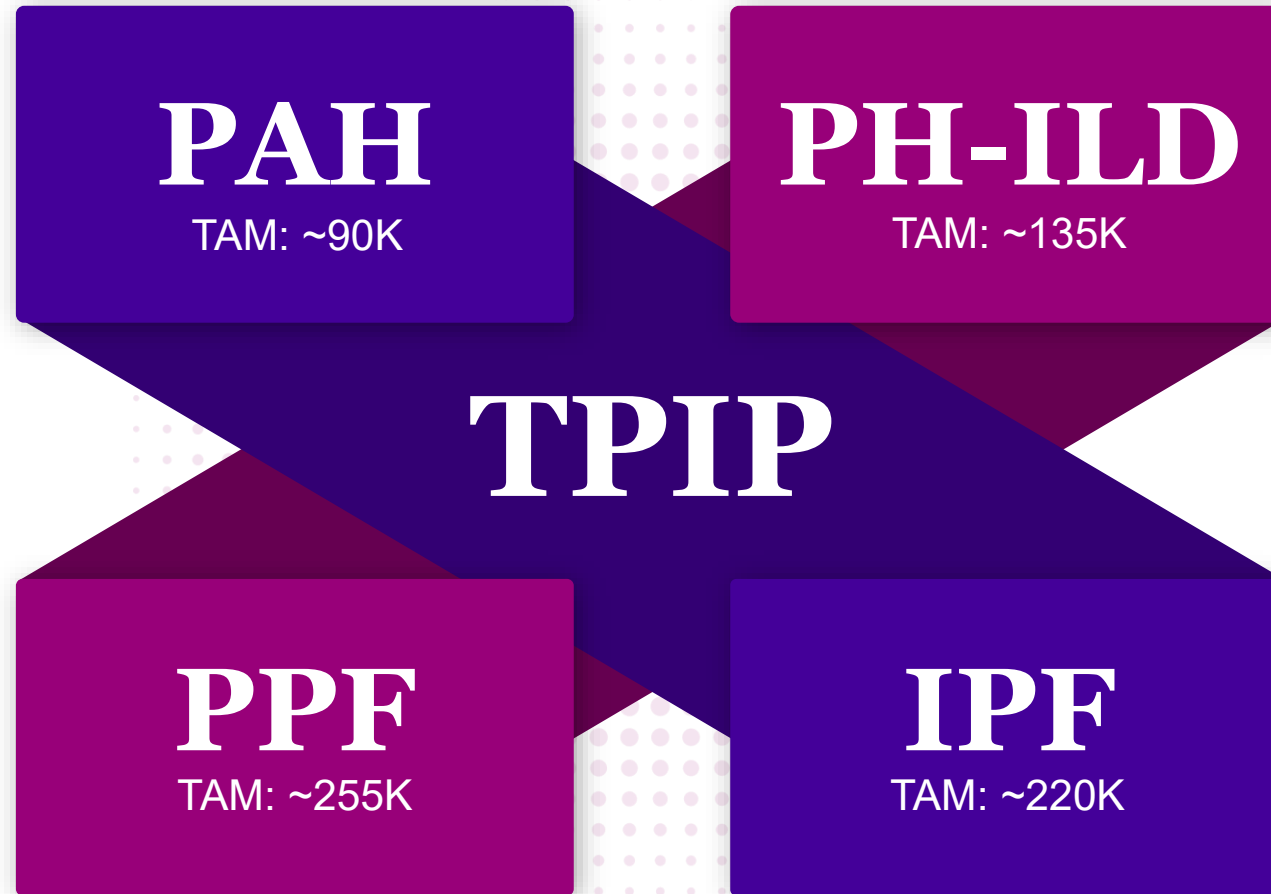 PAH
TAM: ~90K
PH-ILD
TAM: ~135K
TPIP
PPF
TAM: ~255K
IPF
TAM: ~220K